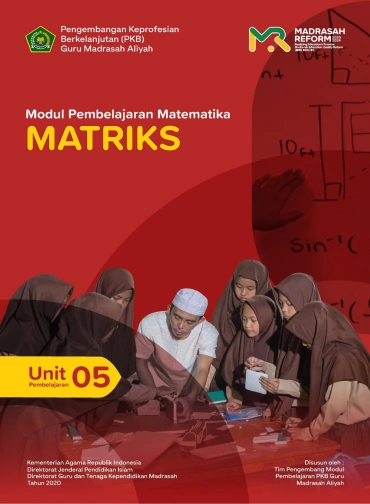 Pengembangan Keprofesian
Berkelanjutan (PKB)
Guru Madrasah Aliyah
MADRASAH
REFORM
Modul Pembelajaran Matematika
MATRIKS
sin⁻¹(
Unit
Pembelajaran
05
Kementerian Agama Republik Indonesia
Direktorat Jenderal Pendidikan Islam
Direktorat Guru dan Tenaga Kependidikan Madrasah
Tahun 2020
Disusun oleh :
Tim Pengembang Modul
Pembelajaran PKB Guru
Madrasah Aliyah